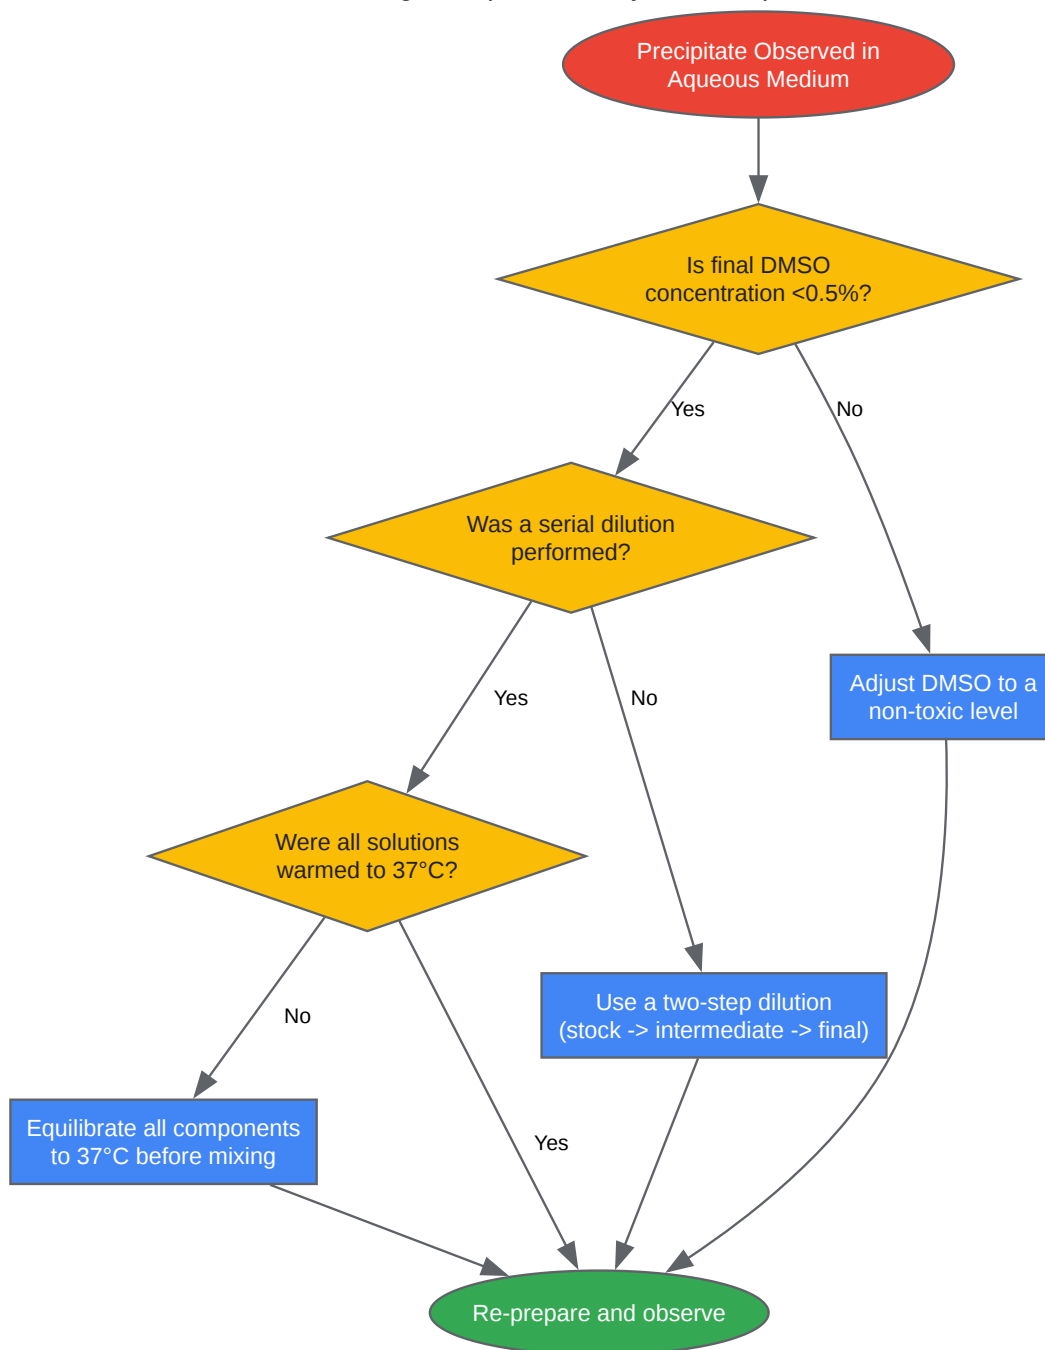 Precipitate Observed in
Aqueous Medium
Is final DMSO
concentration <0.5%?
Yes
No
Was a serial dilution
performed?
Yes
No
Adjust DMSO to a
non-toxic level
Were all solutions
warmed to 37°C?
No
Use a two-step dilution
(stock -> intermediate -> final)
Equilibrate all components
to 37°C before mixing
Yes
Re-prepare and observe